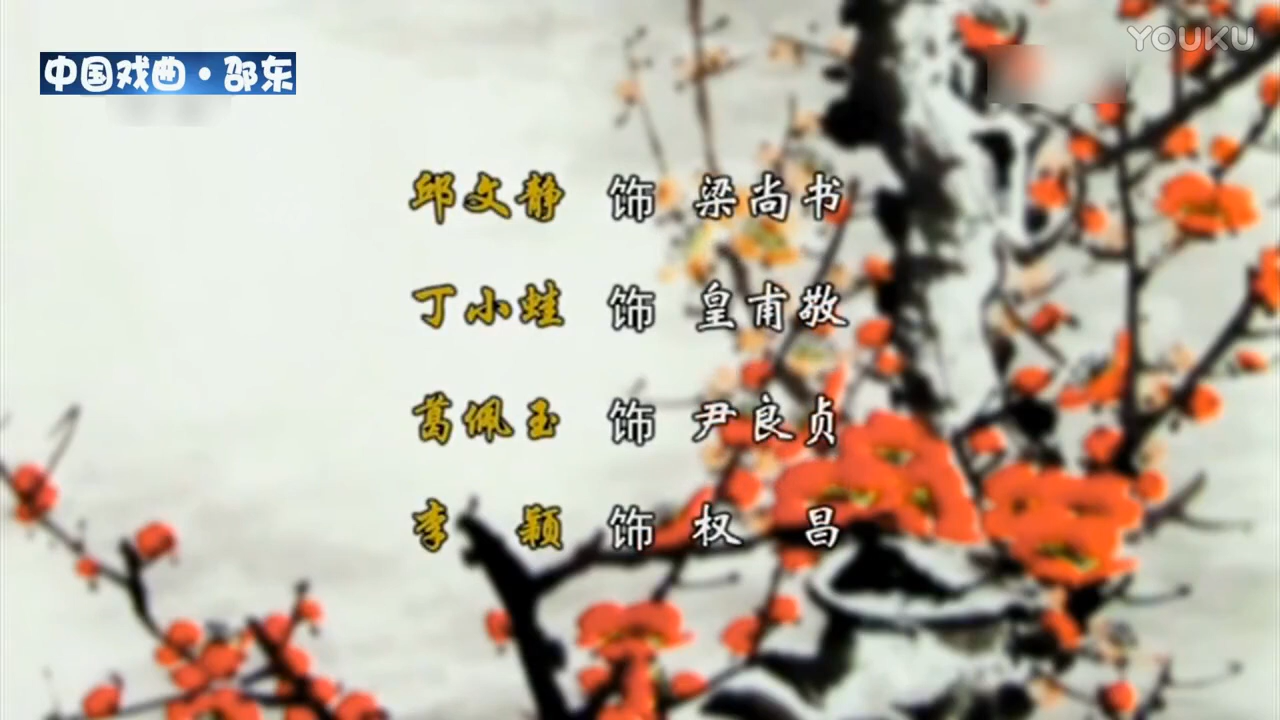 中国戏曲·邵东
YOUKU
邱文静 饰 梁尚书
丁小蛙 饰 皇甫敬
葛佩玉 饰 尹良贞
李颖 饰 权昌